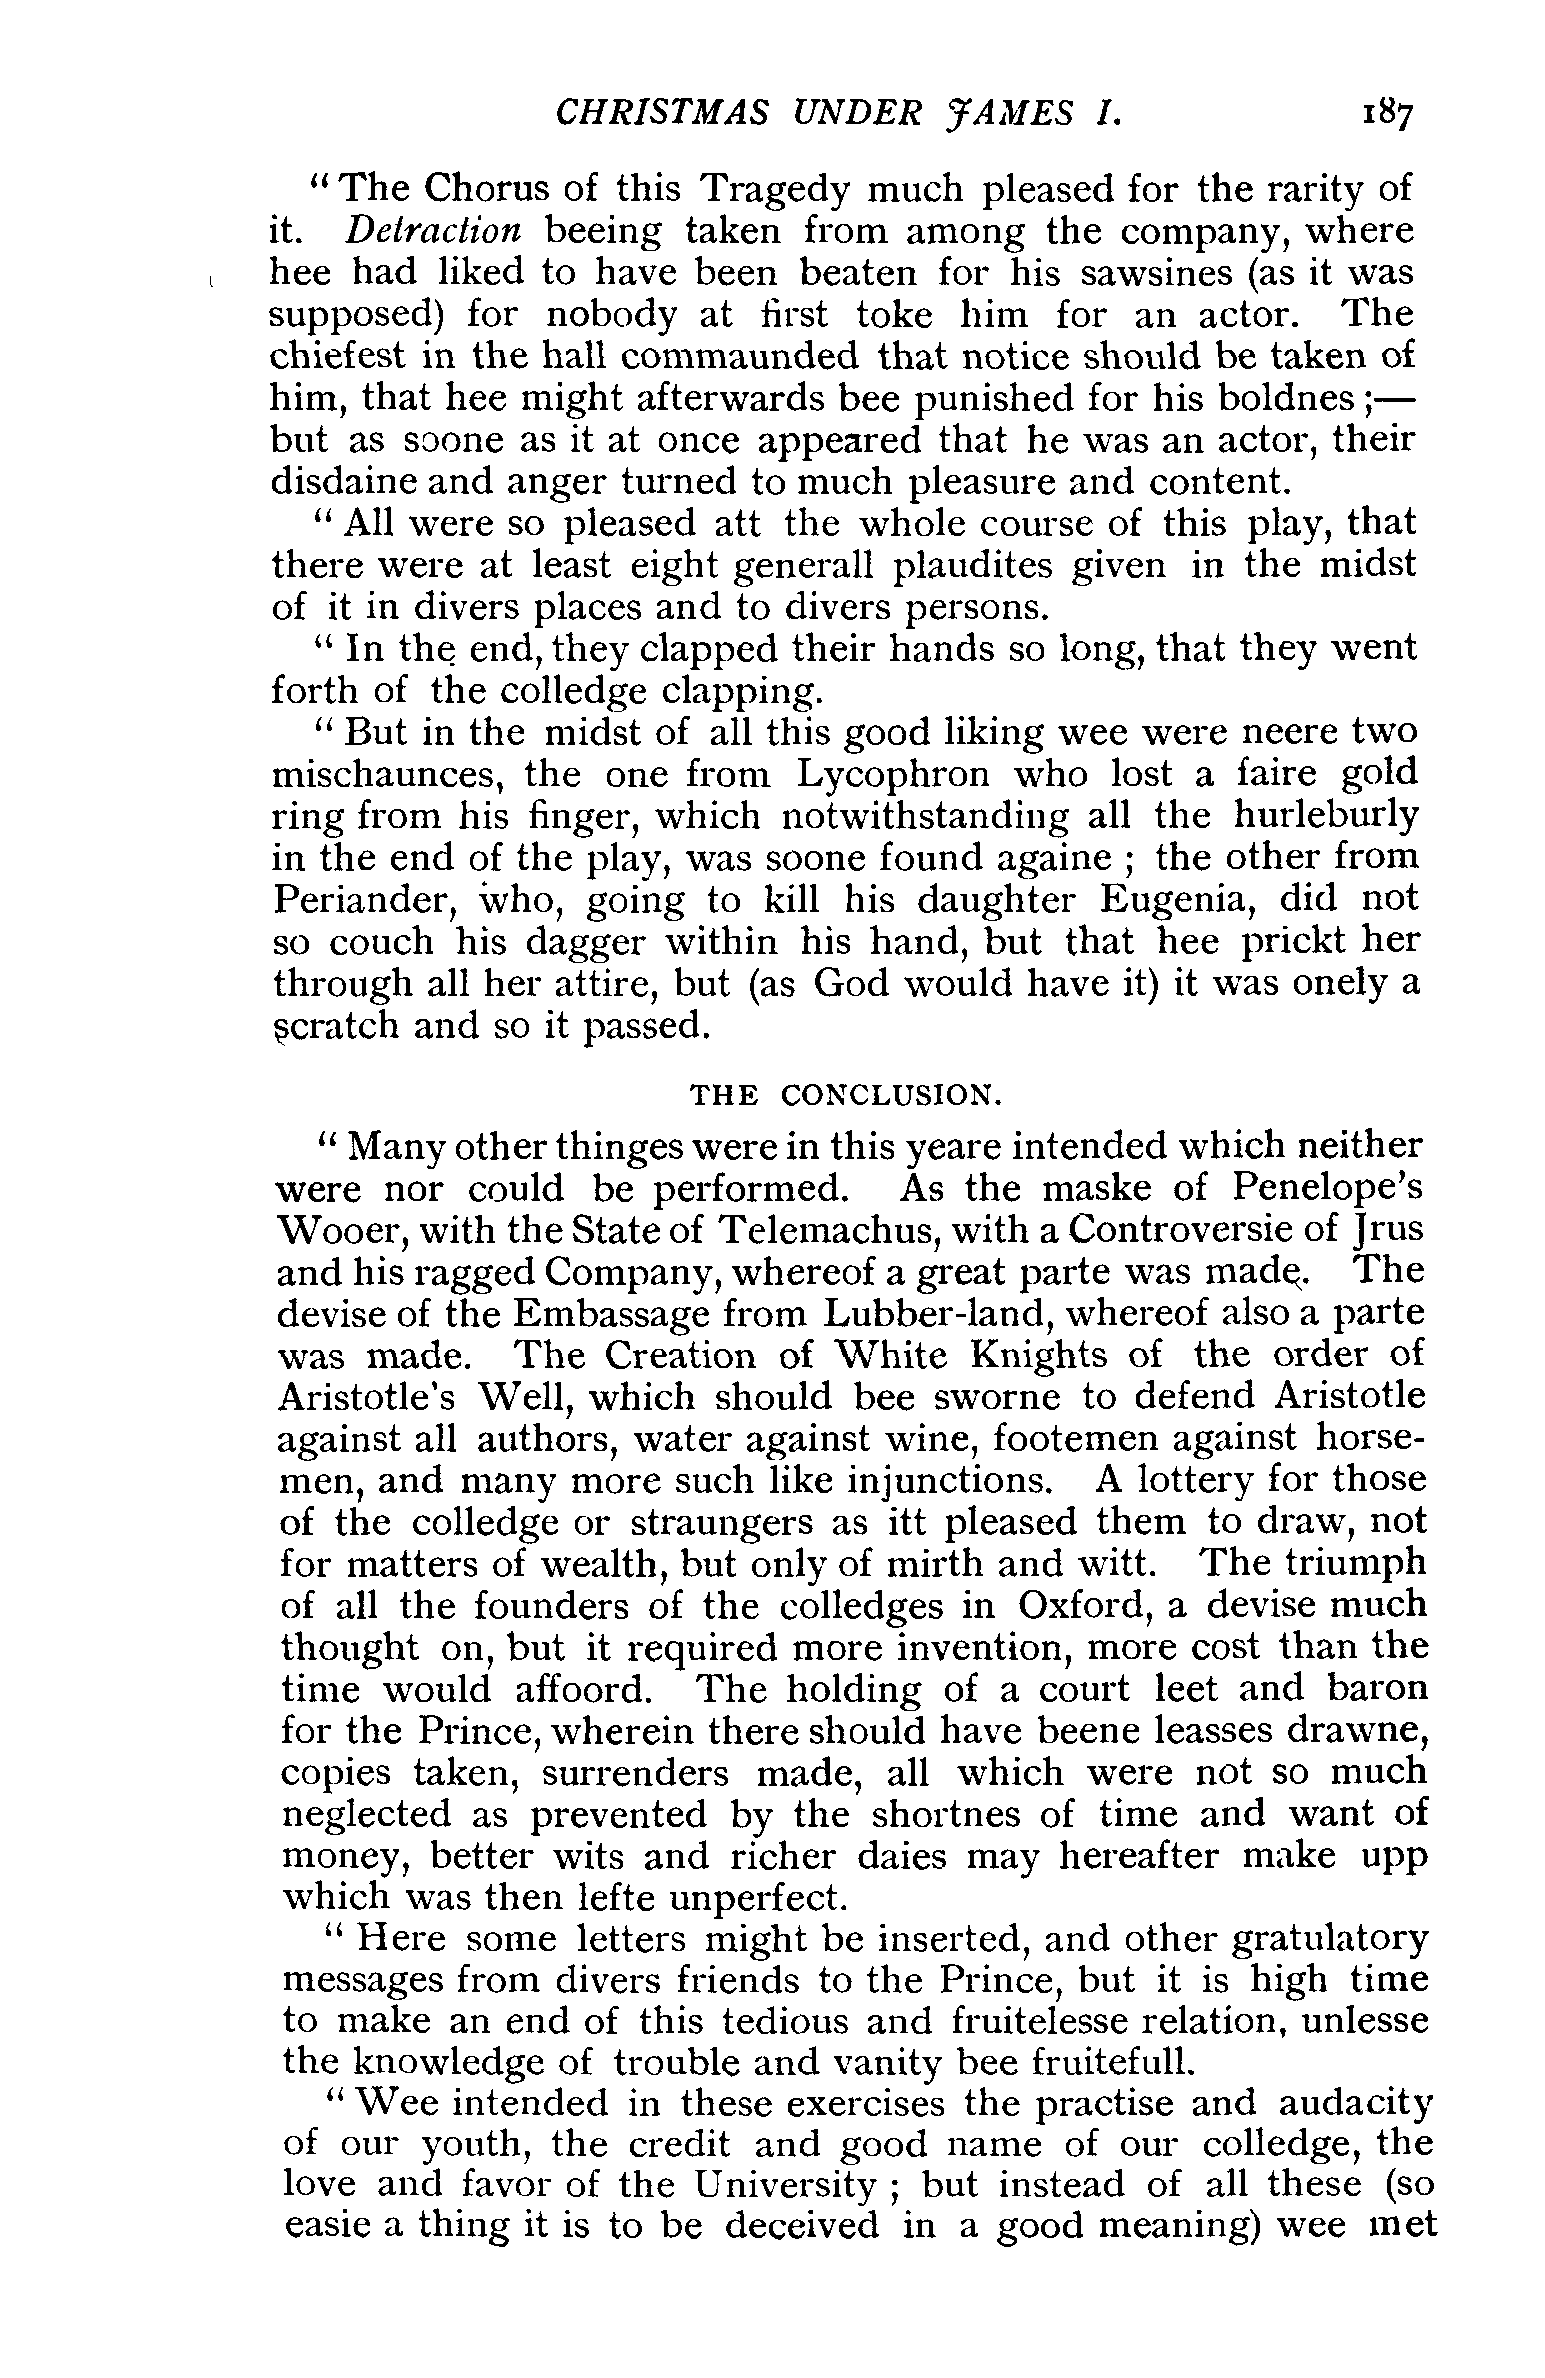 CHRISTMAS UNDER JAMES I. 187
“The Chorus of this Tragedy much pleased for the rarity of
it. Detraction beeing taken from among the company, where
hee had liked to have been beaten for his sawsines (as it was
supposed) for nobody at first toke him for an actor. The
chiefest in the hall commaunded that notice should be taken of
him, that hee might afterwards bee punished for his boldnes ;—
but as soone as it at once appeared that he was an actor, their
disdaine and anger turned to much pleasure and content.
“ All were so pleased att the whole course of this play, that
there were at least eight generall plaudites given in the midst
of it in divers places and to divers persons.
“ In the end, they clapped their hands so long, that they went
forth of the colledge clapping.
“ But in the midst of all this good liking wee were neere two
mischaunces, the one from Lycophron who lost a faire gold
ring from his finger, which notwithstanding all the hurleburly
in the end of the play, was soone found againe ; the other from
Periander, who, going to kill his daughter Eugenia, did not
so couch his dagger within his hand, but that hee prickt her
through all her attire, but (as God would have it) it was onely a
scratch and so it passed.
THE CONCLUSION.
“ Many other thinges were in this yeare intended which neither
were nor could be performed. As the maske of Penelope’s
Wooer, with the State of Telemachus, with a Controversie of Jrus
and his ragged Company, whereof a great parte was made. The
devise of the Embassage from Lubber-land, whereof also a parte
was made. The Creation of White Knights of the order of
Aristotle’s Well, which should bee sworne to defend Aristotle
against all authors, water against wine, footemen against horse-
men, and many more such like injunctions. A lottery for those
of the colledge or straungers as itt pleased them to draw, not
for matters of wealth, but only of mirth and witt. The triumph
of all the founders of the colledges in Oxford, a devise much
thought on, but it required more invention, more cost than the
time would affoord. The holding of a court leet and baron
for the Prince, wherein there should have beene leasses drawne,
copies taken, surrenders made, all which were not so much
neglected as prevented by the shortnes of time and want of
money, better wits and richer daies may hereafter make upp
which was then lefte unperfect.
“ Here some letters might be inserted, and other gratulatory
messages from divers friends to the Prince, but it is high time
to make an end of this tedious and fruitelesse relation, unlesse
the knowledge of trouble and vanity bee fruitefull.
“ Wee intended in these exercises the practise and audacity
of our youth, the credit and good name of our colledge, the
love and favor of the University ; but instead of all these (so
easie a thing it is to be deceived in a good meaning) wee met